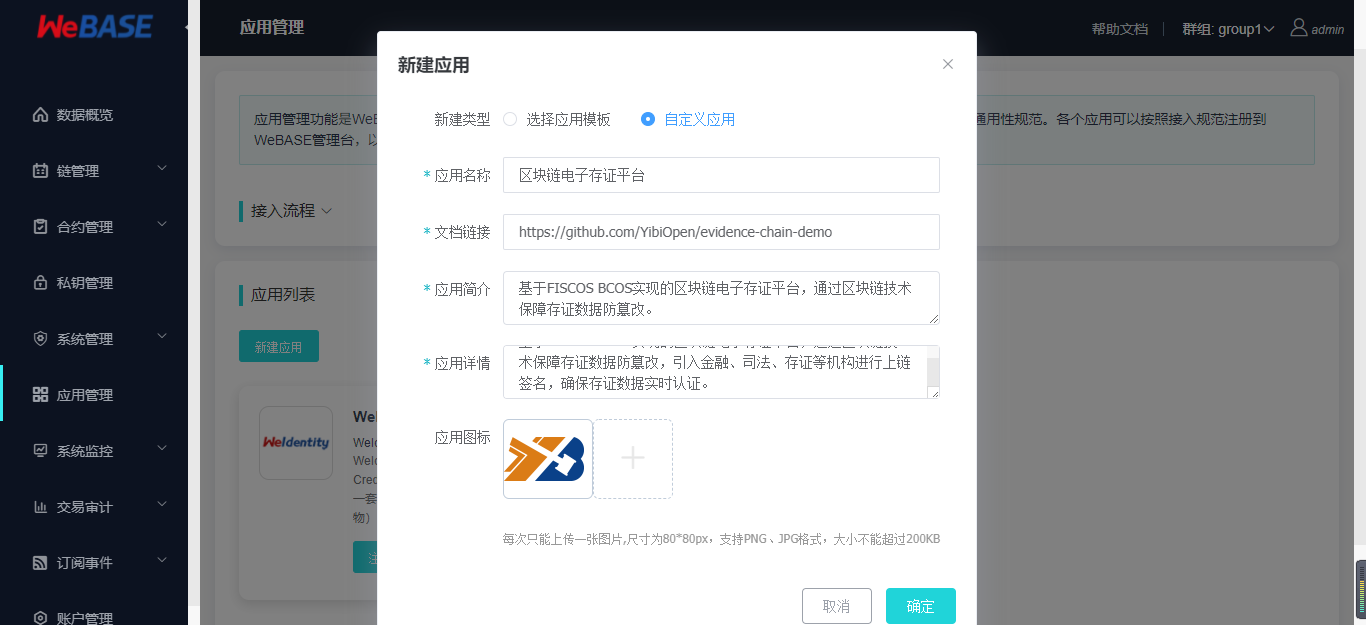 WeBASE
应用管理
帮助文档
群组: group1
admin
数据概览
链管理
合约管理
私钥管理
系统管理
应用管理
系统监控
交易审计
订阅事件
账户管理
应用管理功能是WeB
通用性规范。各个应用可以按照接入规范注册到
WeBASE管理台，以
接入流程
应用列表
新建应用
WeIdentity
WeI
Welc
Welc
Cred
一套
物)
注
新建应用
新建类型
选择应用模板
自定义应用
* 应用名称
区块链电子存证平台
* 文档链接
https://github.com/YibiOpen/evidence-chain-demo
* 应用简介
基于FISCOS BCOS实现的区块链电子存证平台，通过区块链技术
保障存证数据防篡改。
* 应用详情
术保障存证数据防篡改，引入金融、司法、存证等机构进行上链
签名，确保存证数据实时认证。
应用图标
每次只能上传一张图片,尺寸为80*80px，支持PNG、JPG格式，大小不能超过200KB
取消
确定